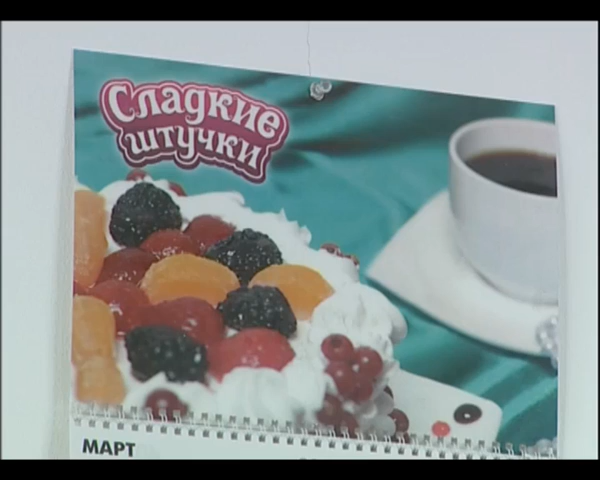 Сладкие
штучки
МАРТ